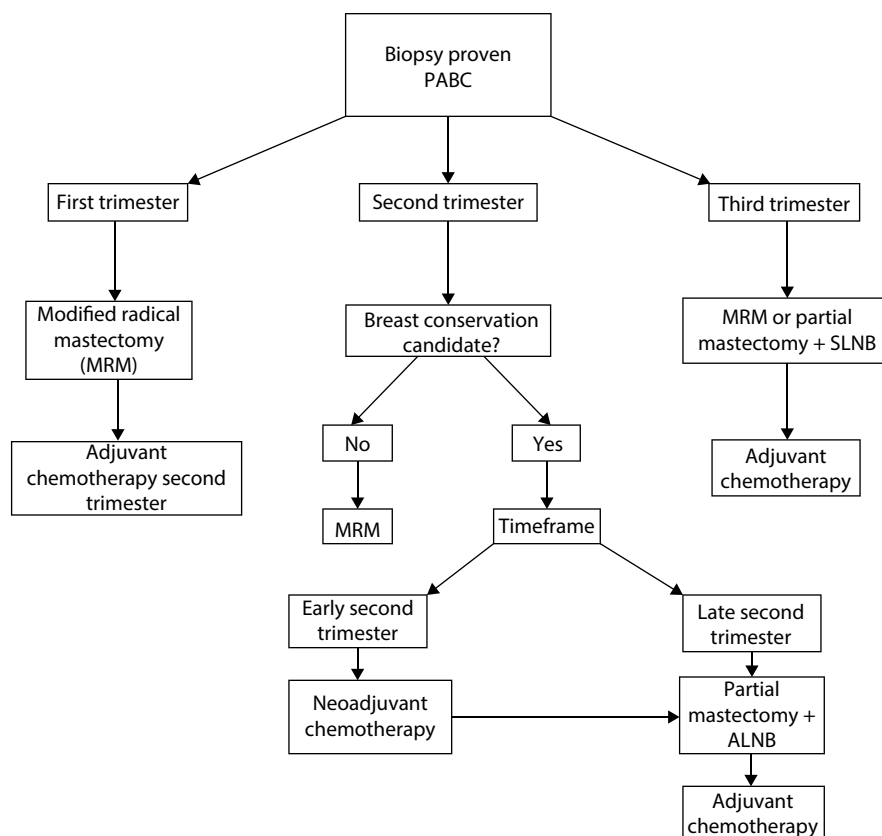 Biopsy proven
PABC
First trimester
Second trimester
Third trimester
Modified radical
mastectomy
(MRM)
Breast conservation
candidate?
MRM or partial
mastectomy + SLNB
Adjuvant
chemotherapy second
trimester
No
Yes
Adjuvant
chemotherapy
MRM
Timeframe
Early second
trimester
Late second
trimester
Neoadjuvant
chemotherapy
Partial
mastectomy +
ALNB
Adjuvant
chemotherapy